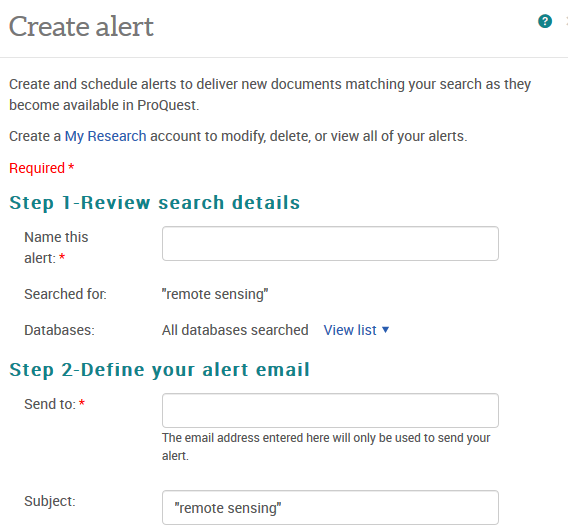 Create alert
?
Create and schedule alerts to deliver new documents matching your search as they
become available in ProQuest.
Create a My Research account to modify, delete, or view all of your alerts.
Required *
Step 1-Review search details
Name this
alert: *
Searched for: "remote sensing"
Databases: All databases searched View list ▼
Step 2-Define your alert email
Send to: *
The email address entered here will only be used to send your
alert.
Subject: "remote sensing"